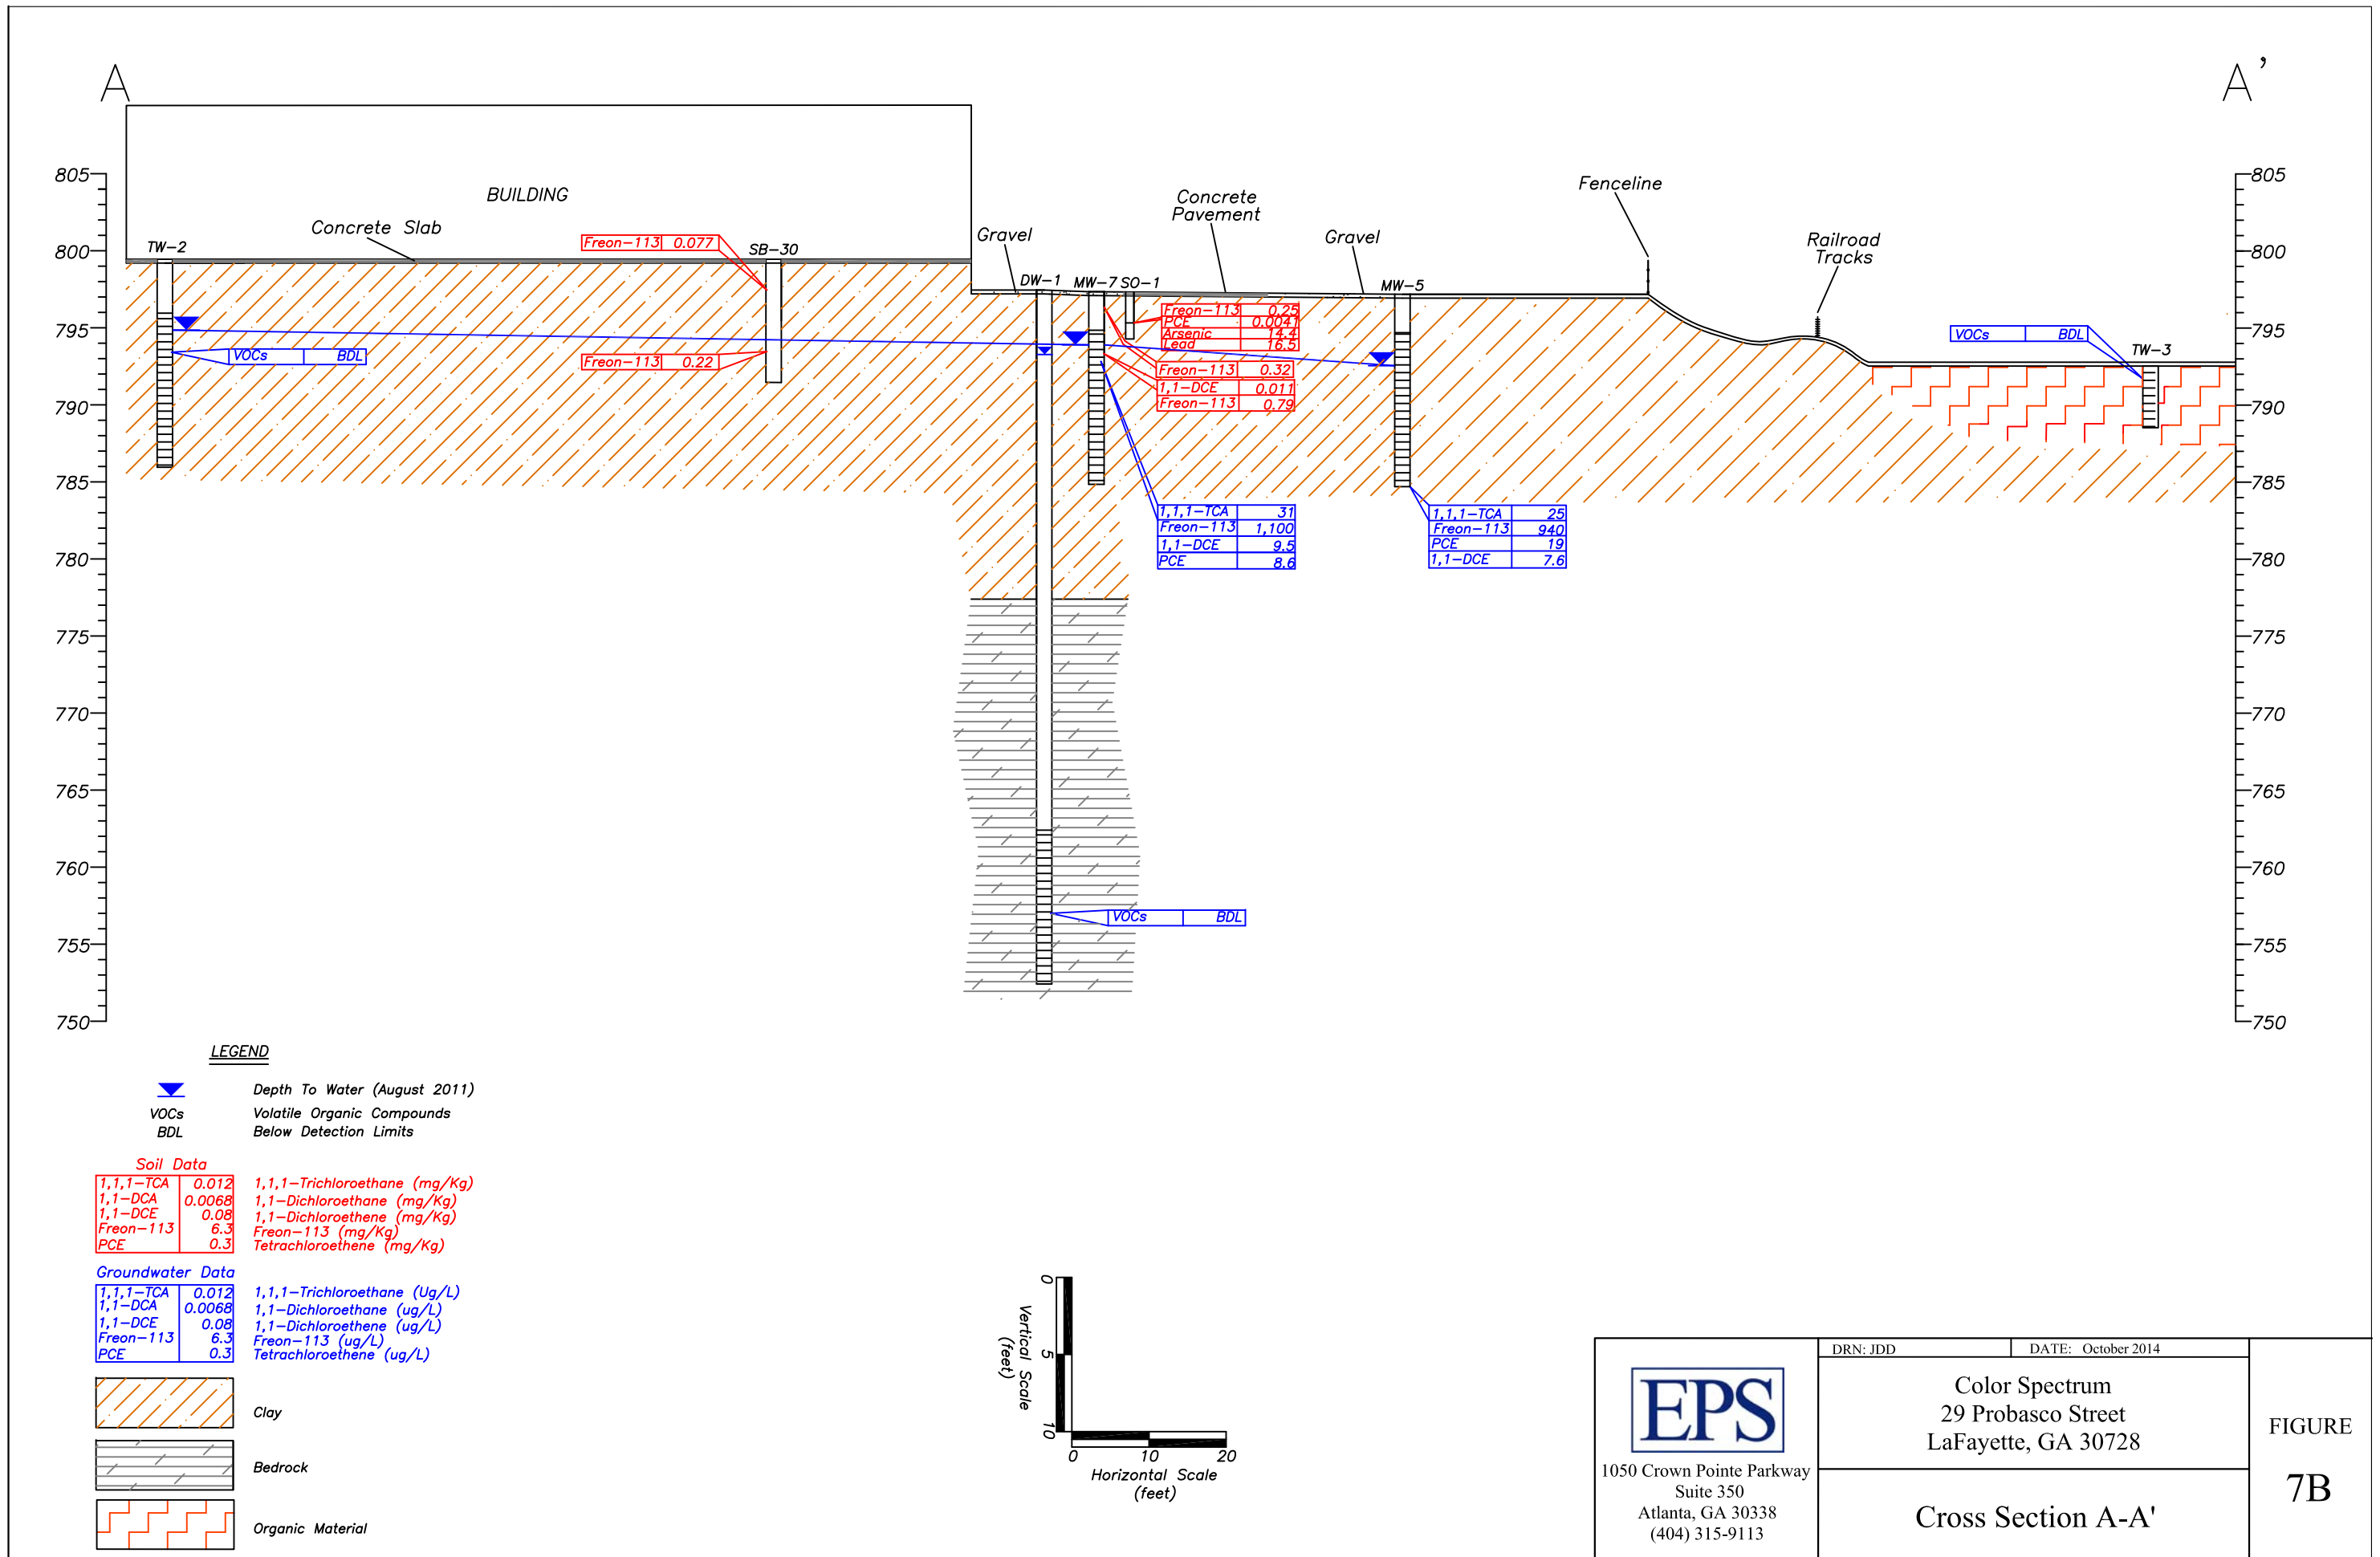 A
A'
805
800
795
790
785
780
775
770
765
760
755
750
805
800
795
790
785
780
775
770
765
760
755
750
BUILDING
Concrete Slab
TW-2
VOCs BDL
Freon-113 0.077
SB-30
Freon-113 0.22
Gravel
DW-1
MW-7
SO-1
Concrete
Pavement
Gravel
MW-5
Fenceline
Railroad
Tracks
TW-3
VOCs BDL
Freon-113 0.25
PCE 0.0047
Arsenic 14.4
Lead 16.5
Freon-113 0.32
1,1-DCE 0.011
Freon-113 0.79
1,1,1-TCA 31
Freon-113 1,100
1,1-DCE 9.5
PCE 8.6
1,1,1-TCA 25
Freon-113 940
PCE 19
1,1-DCE 7.6
VOCs BDL
LEGEND
Depth To Water (August 2011)
VOCs Volatile Organic Compounds
BDL Below Detection Limits
Soil Data
1,1,1-TCA 0.012 1,1,1-Trichloroethane (mg/Kg)
1,1-DCA 0.0068 1,1-Dichloroethane (mg/Kg)
1,1-DCE 0.08 1,1-Dichloroethene (mg/Kg)
Freon-113 6.3 Freon-113 (mg/Kg)
PCE 0.3 Tetrachloroethene (mg/Kg)
Groundwater Data
1,1,1-TCA 0.012 1,1,1-Trichloroethane (Ug/L)
1,1-DCA 0.0068 1,1-Dichloroethane (ug/L)
1,1-DCE 0.08 1,1-Dichloroethene (ug/L)
Freon-113 6.3 Freon-113 (ug/L)
PCE 0.3 Tetrachloroethene (ug/L)
Clay
Bedrock
Organic Material
0
5
10
Vertical Scale
(feet)
0 10 20
Horizontal Scale
(feet)
EPS
1050 Crown Pointe Parkway
Suite 350
Atlanta, GA 30338
(404) 315-9113
DRN: JDD
DATE: October 2014
Color Spectrum
29 Probasco Street
LaFayette, GA 30728
Cross Section A-A'
FIGURE
7B